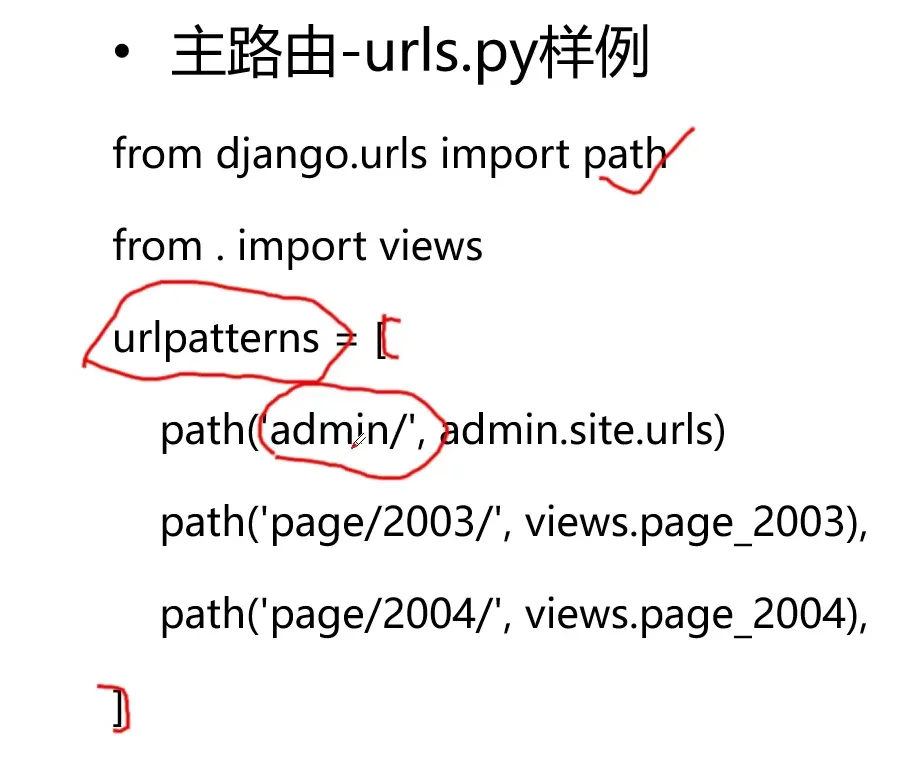 • 主路由-urls.py样例
from django.urls import path
from . import views
urlpatterns = [
path('admin/', admin.site.urls)
path('page/2003/', views.page_2003),
path('page/2004/', views.page_2004),
]